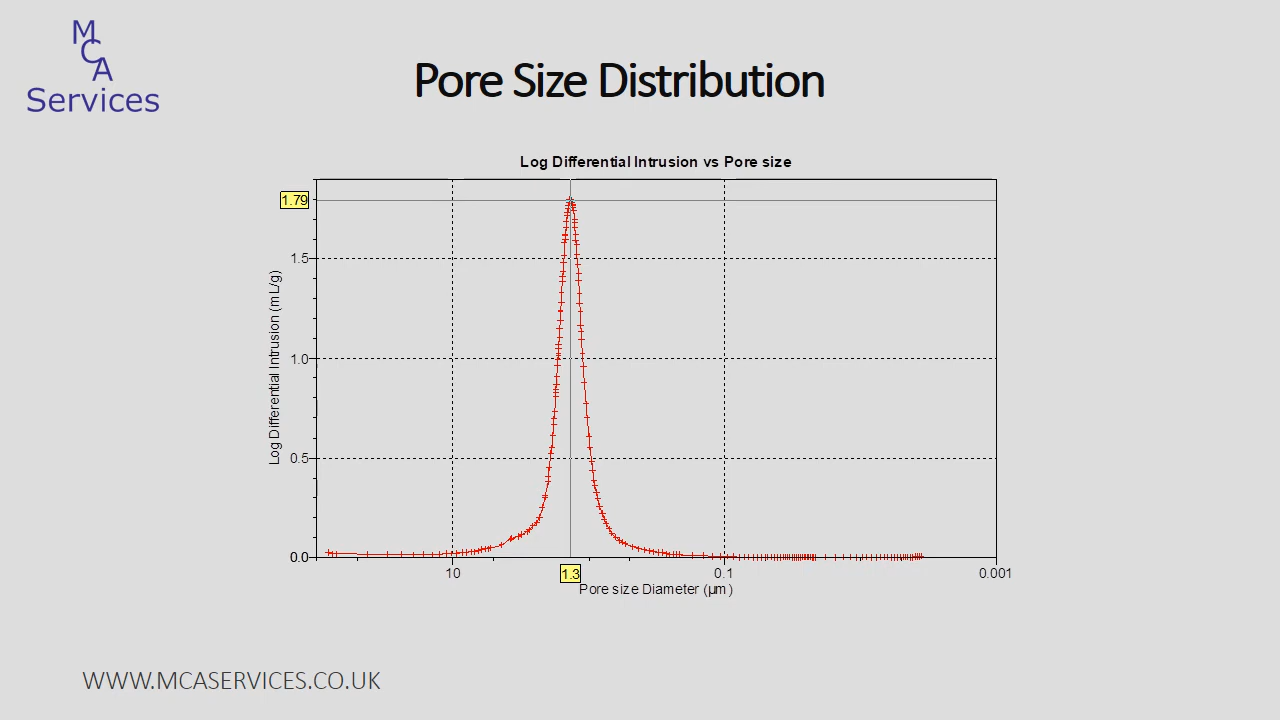 M
C
A
Services
Pore Size Distribution
Log Differential Intrusion vs Pore size
1.79
1.5
1.0
0.5
0.0
Log Differential Intrusion (mL/g)
10
1.3
0.1
0.001
Pore size Diameter (µm)
WWW.MCASERVICES.CO.UK